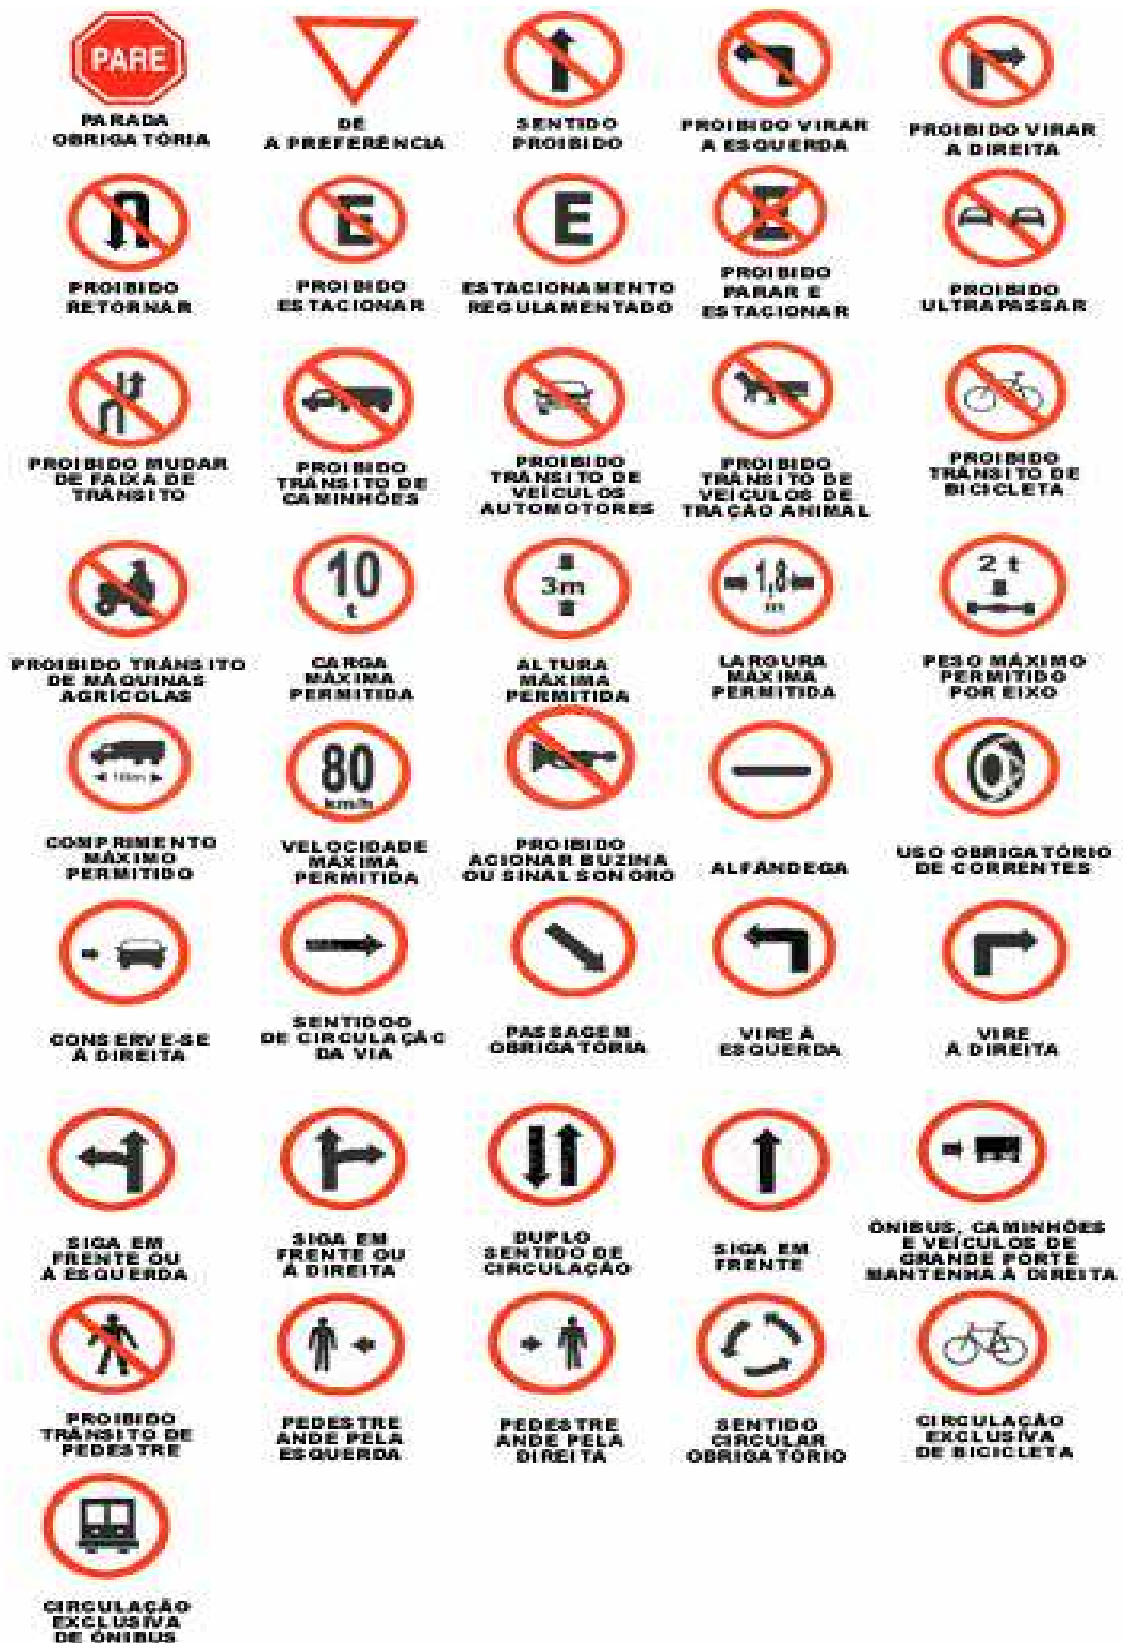 PARE
PARADA
OBRIGATÓRIA
DE
A PREFERÊNCIA
SENTIDO
PROIBIDO
PROIBIDO VIRAR
A ESQUERDA
PROIBIDO VIRAR
À DIREITA
PROIBIDO
RETORNAR
E
PROIBIDO
ESTACIONAR
E
ESTACIONAMENTO
REGULAMENTADO
E
PROIBIDO
PARAR E
ESTACIONAR
PROIBIDO
ULTRAPASSAR
PROIBIDO MUDAR
DE FAIXA DE
TRÂNSITO
PROIBIDO
TRÂNSITO DE
CAMINHÕES
PROIBIDO
TRÂNSITO DE
VEÍCULOS
AUTOMOTORES
PROIBIDO
TRÂNSITO DE
VEÍCULOS DE
TRAÇÃO ANIMAL
PROIBIDO
TRÂNSITO DE
BICICLETA
PROIBIDO TRÂNSITO
DE MÁQUINAS
AGRÍCOLAS
10
t
CARGA
MÁXIMA
PERMITIDA
3m
ALTURA
MÁXIMA
PERMITIDA
1,8
m
LARGURA
MÁXIMA
PERMITIDA
2 t
PESO MÁXIMO
PERMITIDO
POR EIXO
10m
COMPRIMENTO
MÁXIMO
PERMITIDO
80
km/h
VELOCIDADE
MÁXIMA
PERMITIDA
PROIBIDO
ACIONAR BUZINA
OU SINAL SONORO
ALFÂNDEGA
USO OBRIGATÓRIO
DE CORRENTES
CONSERVE-SE
À DIREITA
SENTIDOO
DE CIRCULAÇÃO
DA VIA
PASSAGEM
OBRIGATÓRIA
VIRE À
ESQUERDA
VIRE
À DIREITA
SIGA EM
FRENTE OU
À ESQUERDA
SIGA EM
FRENTE OU
À DIREITA
DUPLO
SENTIDO DE
CIRCULAÇÃO
SIGA EM
FRENTE
ÔNIBUS, CAMINHÕES
E VEÍCULOS DE
GRANDE PORTE
MANTENHA À DIREITA
PROIBIDO
TRÂNSITO DE
PEDESTRE
PEDESTRE
ANDE PELA
ESQUERDA
PEDESTRE
ANDE PELA
DIREITA
SENTIDO
CIRCULAR
OBRIGATÓRIO
CIRCULAÇÃO
EXCLUSIVA
DE BICICLETA
CIRCULAÇÃO
EXCLUSIVA
DE ÔNIBUS